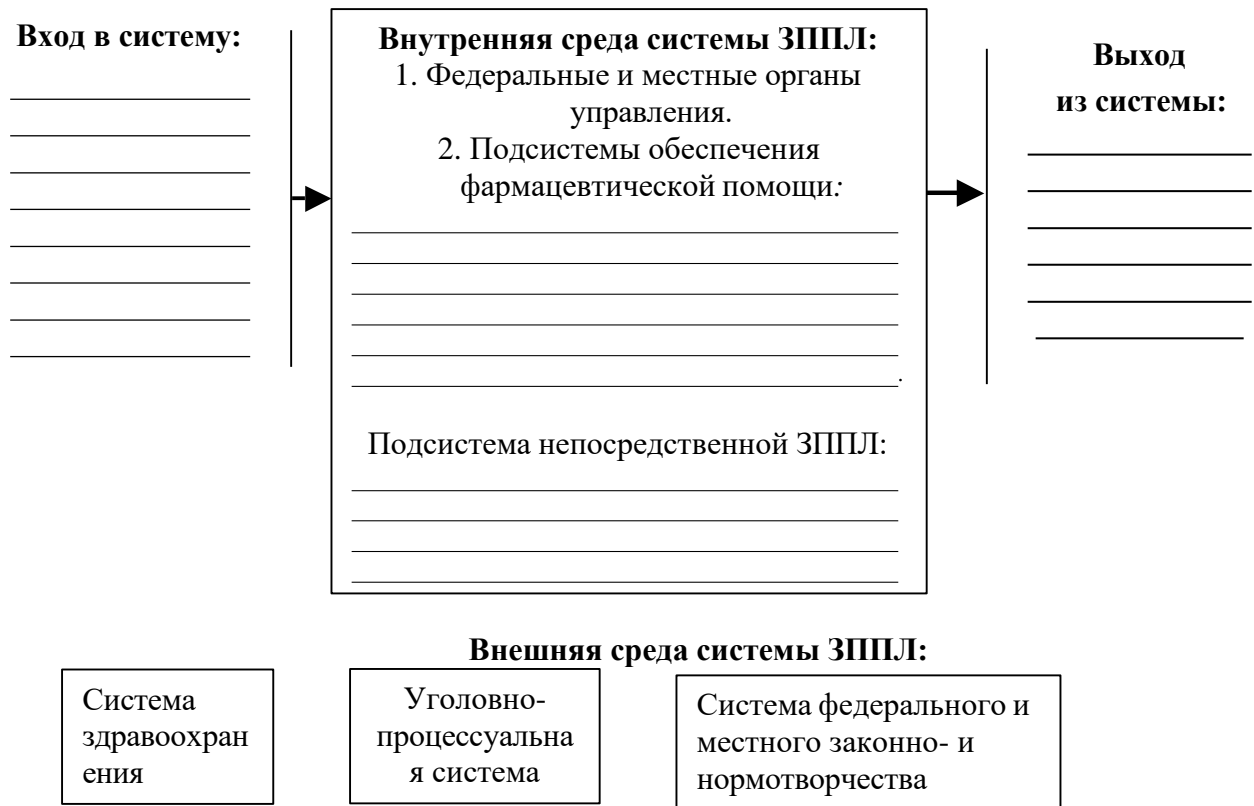 Вход в систему:
Внутренняя среда системы ЗППЛ:
1. Федеральные и местные органы
управления.
2. Подсистемы обеспечения
фармацевтической помощи:
.
Подсистема непосредственной ЗППЛ:
Выход
из системы:
Внешняя среда системы ЗППЛ:
Система
здравоохран
ения
Уголовно-
процессуальна
я система
Система федерального и
местного законно- и
нормотворчества